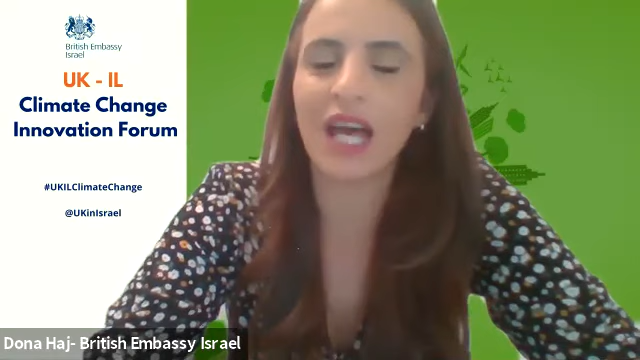 British Embassy
Israel
UK - IL
Climate Change
Innovation Forum
#UKILClimateChange
@UKinIsrael
Dona Haj- British Embassy Israel